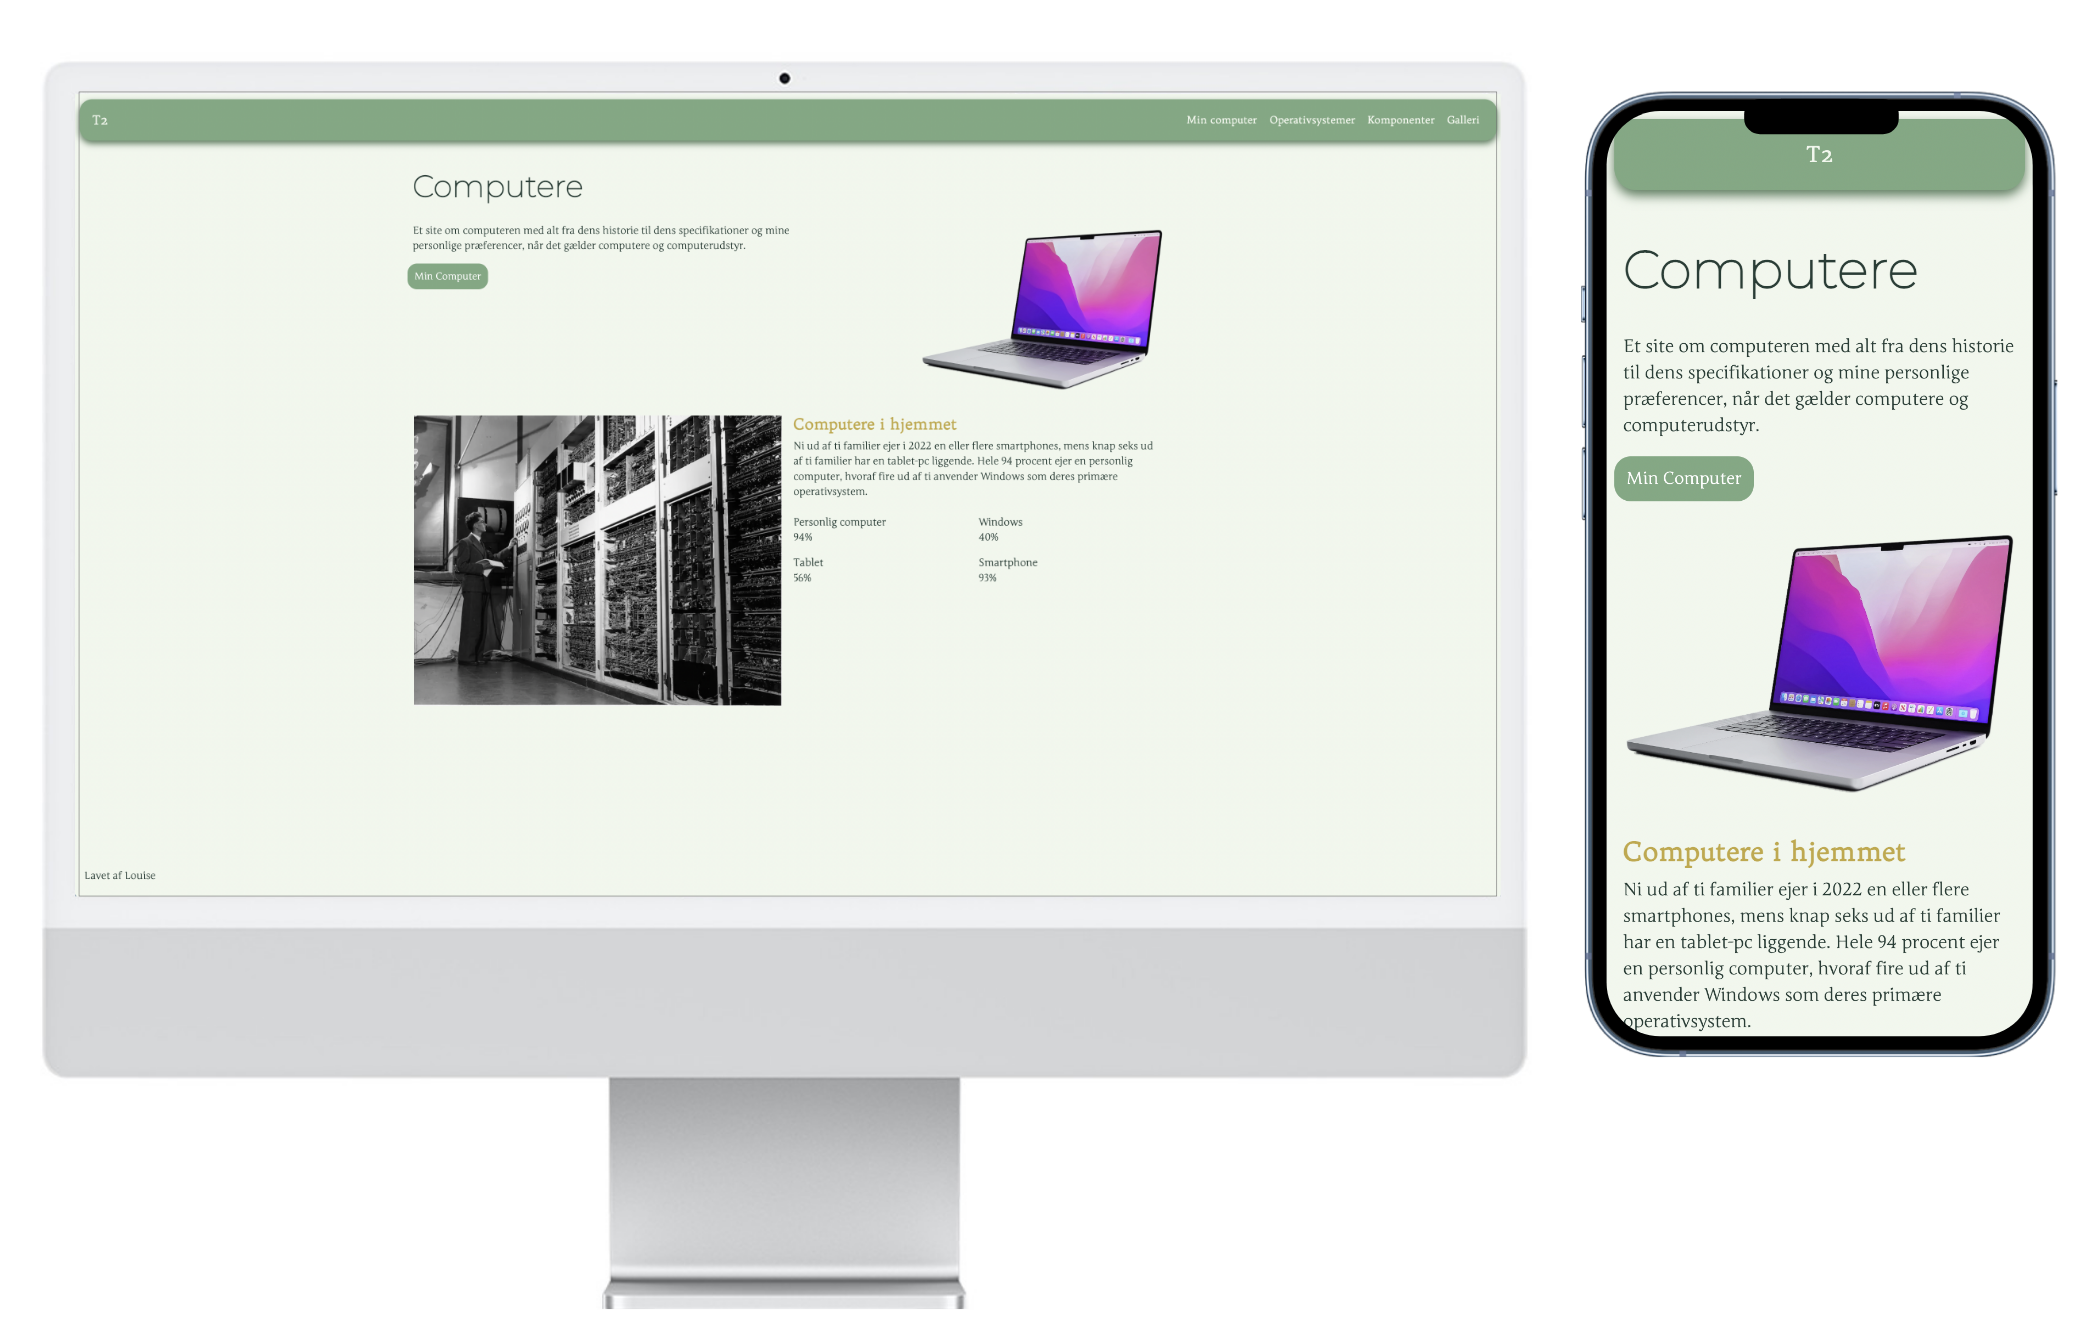 T2
Min computer Operativsystemer Komponenter Galleri
Computere
Et site om computeren med alt fra dens historie til dens specifikationer og mine
personlige præferencer, når det gælder computere og computerudstyr.
Min Computer
Computere i hjemmet
Ni ud af ti familier ejer i 2022 en eller flere smartphones, mens knap seks ud
af ti familier har en tablet-pc liggende. Hele 94 procent ejer en personlig
computer, hvoraf fire ud af ti anvender Windows som deres primære
operativsystem.
Personlig computer Windows
94% 40%
Tablet Smartphone
56% 93%
Lavet af Louise
T2
Computere
Et site om computeren med alt fra dens historie
til dens specifikationer og mine personlige
præferencer, når det gælder computere og
computerudstyr.
Min Computer
Computere i hjemmet
Ni ud af ti familier ejer i 2022 en eller flere
smartphones, mens knap seks ud af ti familier
har en tablet-pc liggende. Hele 94 procent ejer
en personlig computer, hvoraf fire ud af ti
anvender Windows som deres primære
operativsystem.